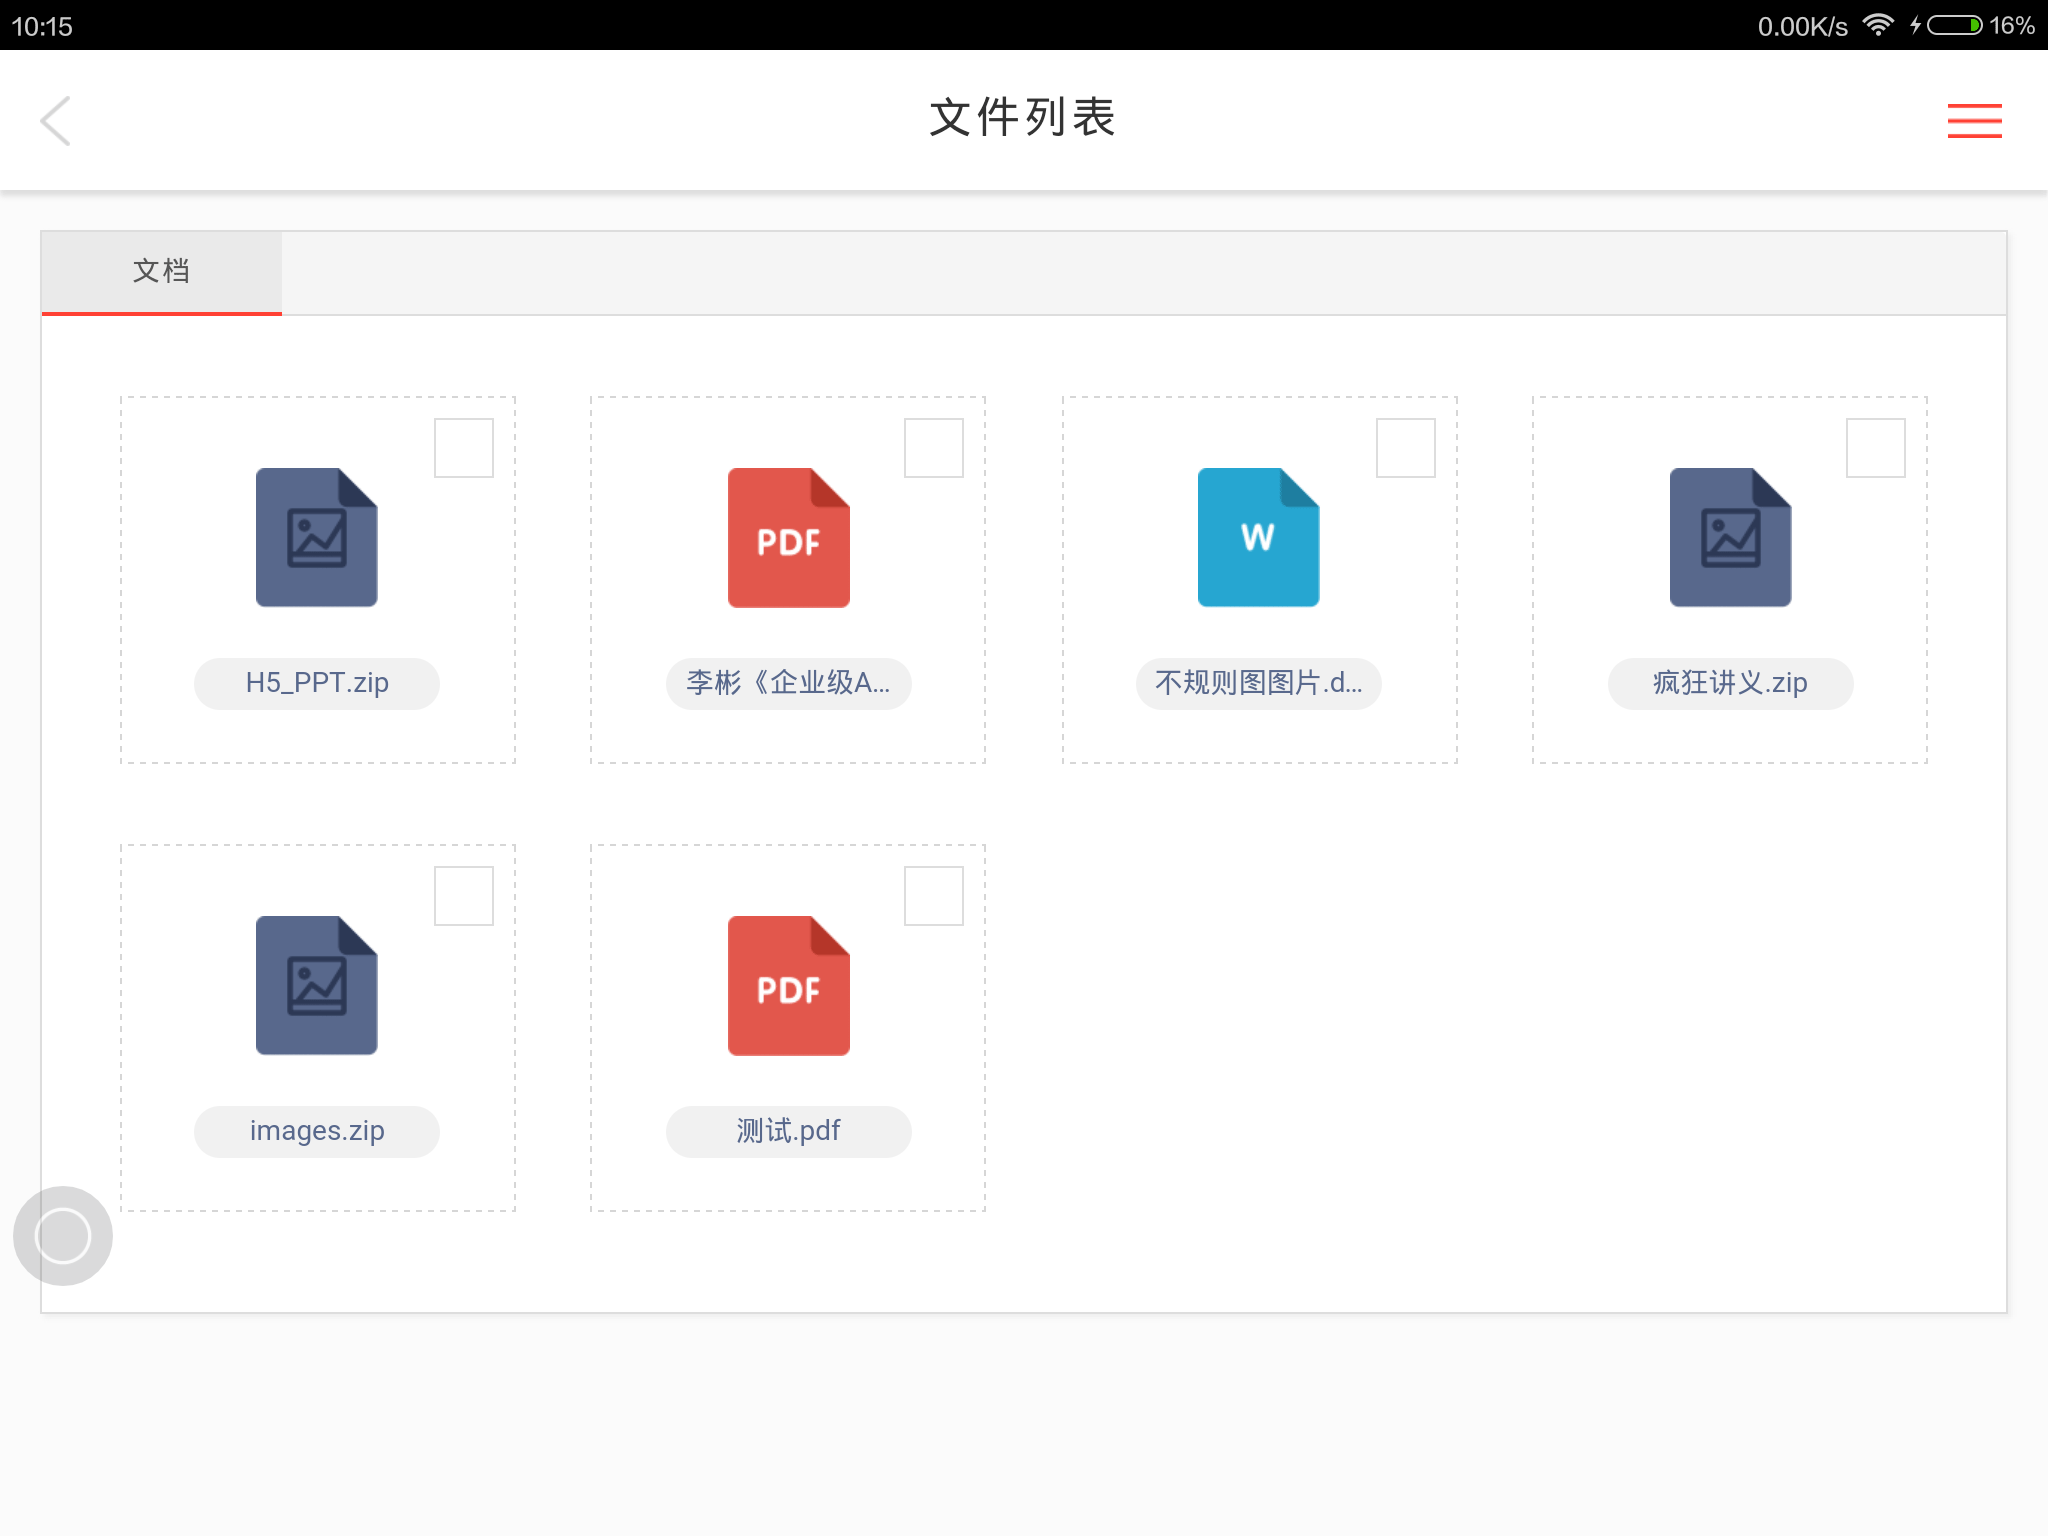 10:15
0.00K/s
16%
文件列表
文档
PDF
W
H5_PPT.zip
李彬《企业级A...
不规则图图片.d...
疯狂讲义.zip
PDF
images.zip
测试.pdf